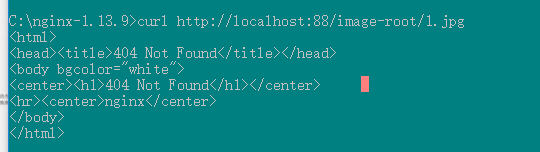 C:\nginx-1.13.9>curl http://localhost:88/image-root/1.jpg
<html>
<head><title>404 Not Found</title></head>
<body bgcolor="white">
<center><h1>404 Not Found</h1></center>
<hr><center>nginx</center>
</body>
</html>